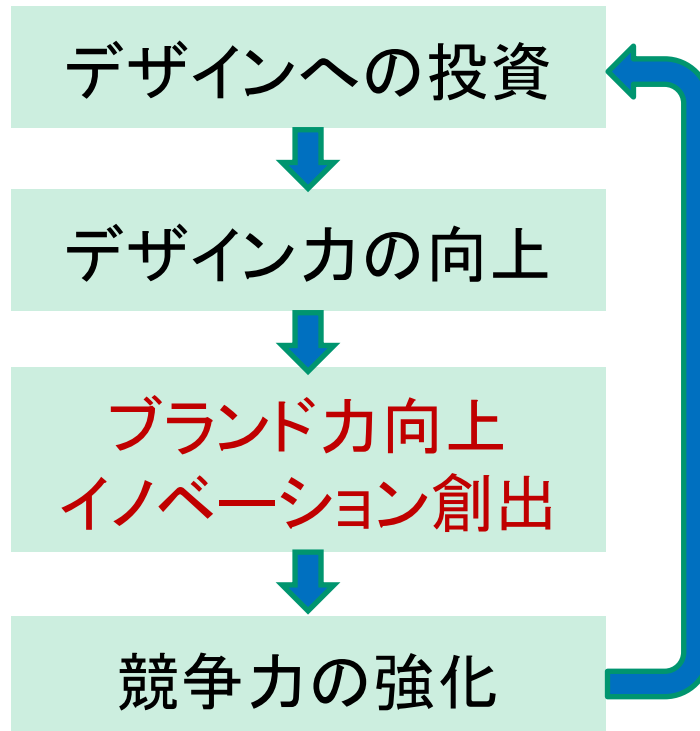 デザインへの投資
デザイン力の向上
ブランド力向上
イノベーション創出
競争力の強化